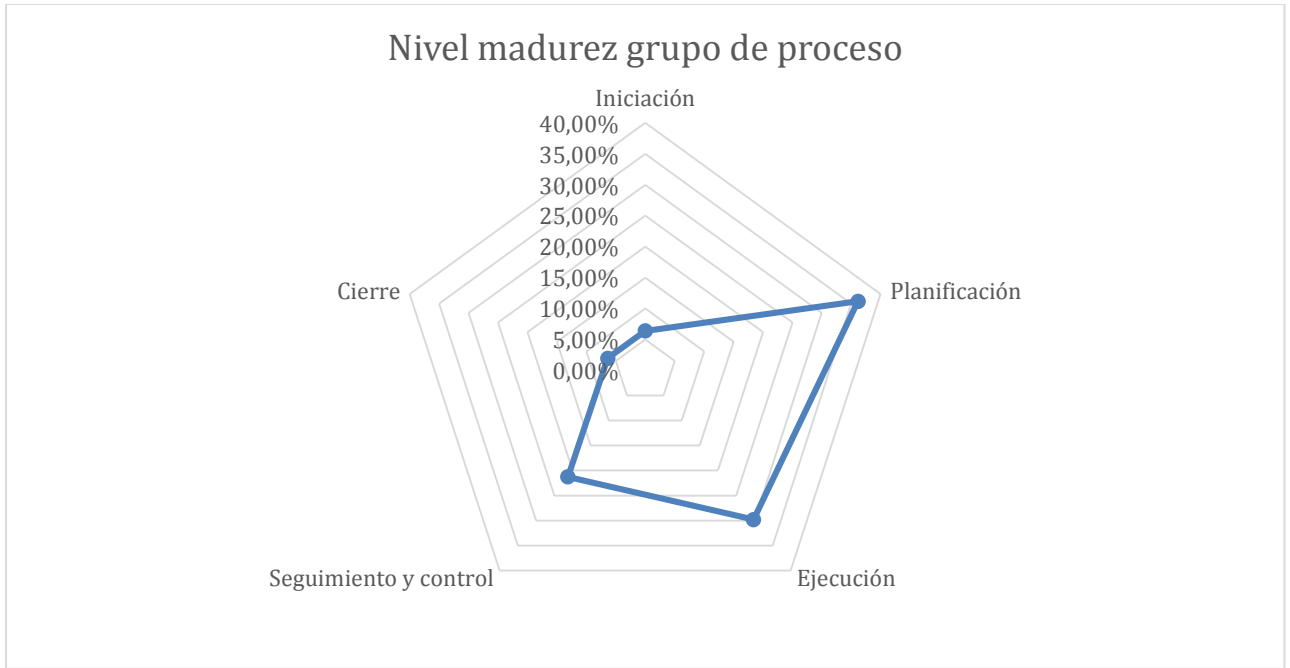 Nivel madurez grupo de proceso
Iniciación
40,00%
35,00%
30,00%
25,00%
20,00%
15,00%
10,00%
5,00%
0,00%
Cierre
Planificación
Seguimiento y control
Ejecución